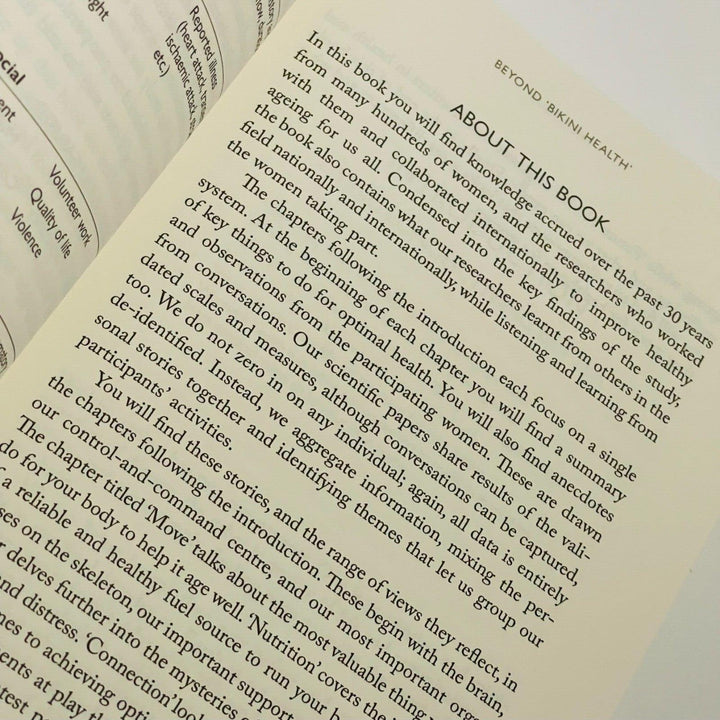 Reported illness
(heart attack,
ischaenic attack,
etc.)
Volunteer work
Quality of life
Violence
BEYOND 'BIKINI HEALTH'
ABOUT THIS BOOK
In this book you will find knowledge accrued over the past 30 years
from many hundreds of women, and the researchers who worked
with them and collaborated internationally to improve healthy
ageing for us all. Condensed into the key findings of the study,
the book also contains what our researchers learnt from others in the
field nationally and internationally, while listening and learning from
the women taking part.
The chapters following the introduction each focus on a single
system. At the beginning of each chapter you will find a summary
of key things to do for optimal health. You will also find anecdotes
and observations from the participating women. These are drawn
from conversations. Our scientific papers share results of the vali-
dated scales and measures, although conversations can be captured,
too. We do not zero in on any individual; again, all data is entirely
de-identified. Instead, we aggregate information, mixing the per-
sonal stories together and identifying themes that let us group our
participants' activities.
You will find these stories, and the range of views they reflect, in
the chapters following the introduction. These begin with the brain,
our control-and-command centre, and our most important
The chapter titled 'Move' talks about the most valuable thing
do for your body to help it age well. 'Nutrition' covers the
a reliable and healthy fuel source to run your
on the skeleton, our important support
delves further into the mysteries
and distress. 'Connection'
to achieving
at play